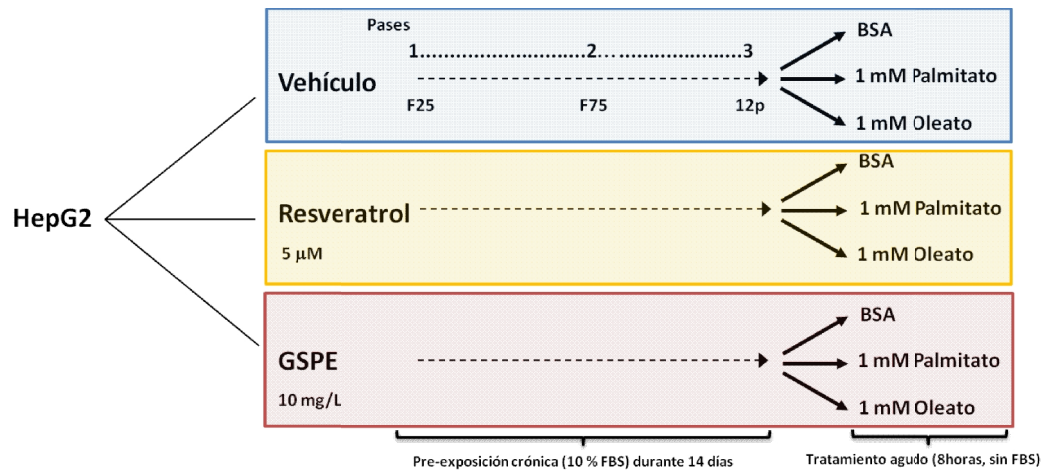 Pases
1......................................2......................................3
Vehículo
F25 F75 12p
BSA
1 mM Palmitato
1 mM Oleato
HepG2
Resveratrol
5 μM
BSA
1 mM Palmitato
1 mM Oleato
GSPE
10 mg/L
BSA
1 mM Palmitato
1 mM Oleato
Pre-exposición crónica (10 % FBS) durante 14 días
Tratamiento agudo (8horas, sin FBS)